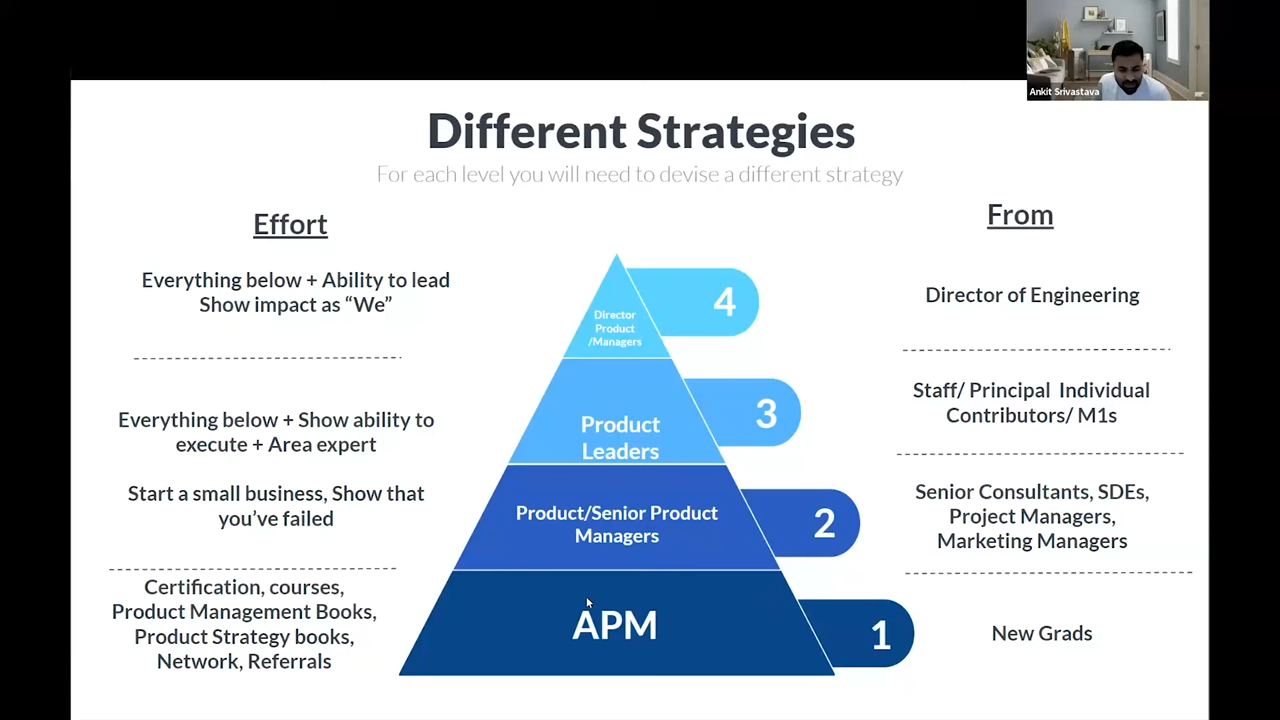 Ankit Srivastava
Different Strategies
For each level you will need to devise a different strategy
Effort
From
Everything below + Ability to lead
Show impact as “We”
Director
Product
/Managers
4
Director of Engineering
Everything below + Show ability to
execute + Area expert
Product
Leaders
3
Staff/ Principal Individual
Contributors/ M1s
Start a small business, Show that
you’ve failed
Product/Senior Product
Managers
2
Senior Consultants, SDEs,
Project Managers,
Marketing Managers
Certification, courses,
Product Management Books,
Product Strategy books,
Network, Referrals
APM
1
New Grads